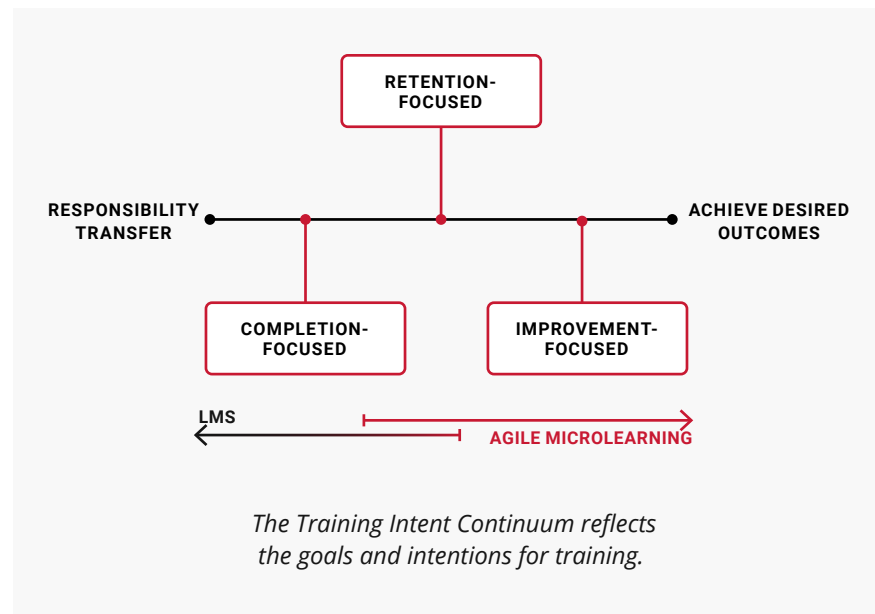 RETENTION-
FOCUSED
RESPONSIBILITY
TRANSFER
ACHIEVE DESIRED
OUTCOMES
COMPLETION-
FOCUSED
IMPROVEMENT-
FOCUSED
LMS
AGILE MICROLEARNING
The Training Intent Continuum reflects
the goals and intentions for training.